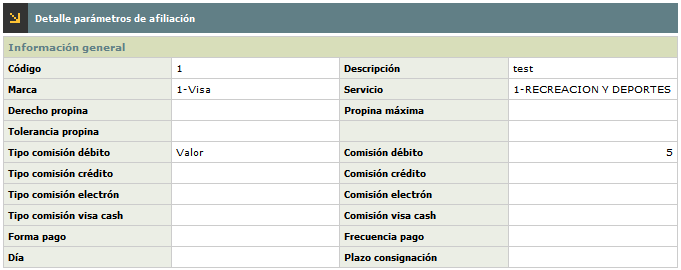 Detalle parámetros de afiliación
Información general
Código 1 Descripción test
Marca 1-Visa Servicio 1-RECREACION Y DEPORTES
Derecho propina Propina máxima
Tolerancia propina
Tipo comisión débito Valor Comisión débito 5
Tipo comisión crédito Comisión crédito
Tipo comisión electrón Comisión electrón
Tipo comisión visa cash Comisión visa cash
Forma pago Frecuencia pago
Día Plazo consignación